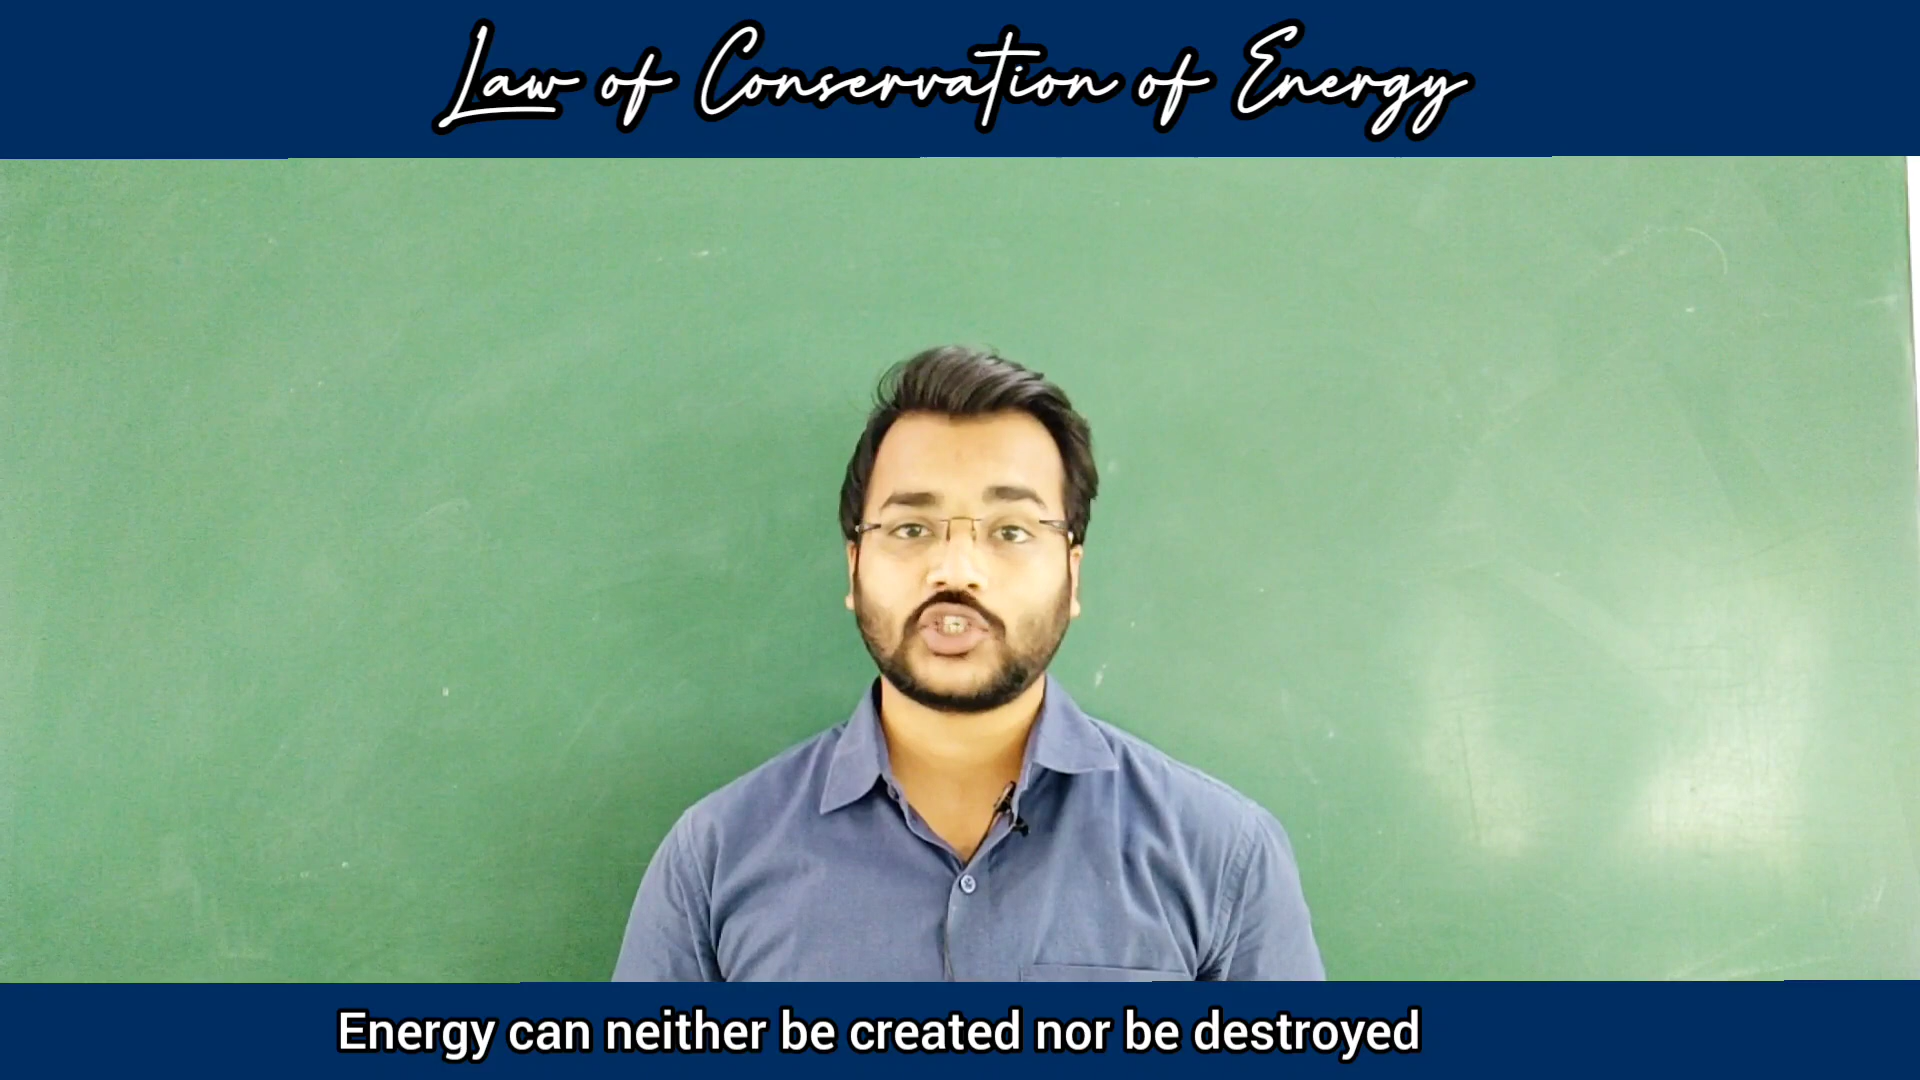 Law of Conservation of Energy
Energy can neither be created nor be destroyed